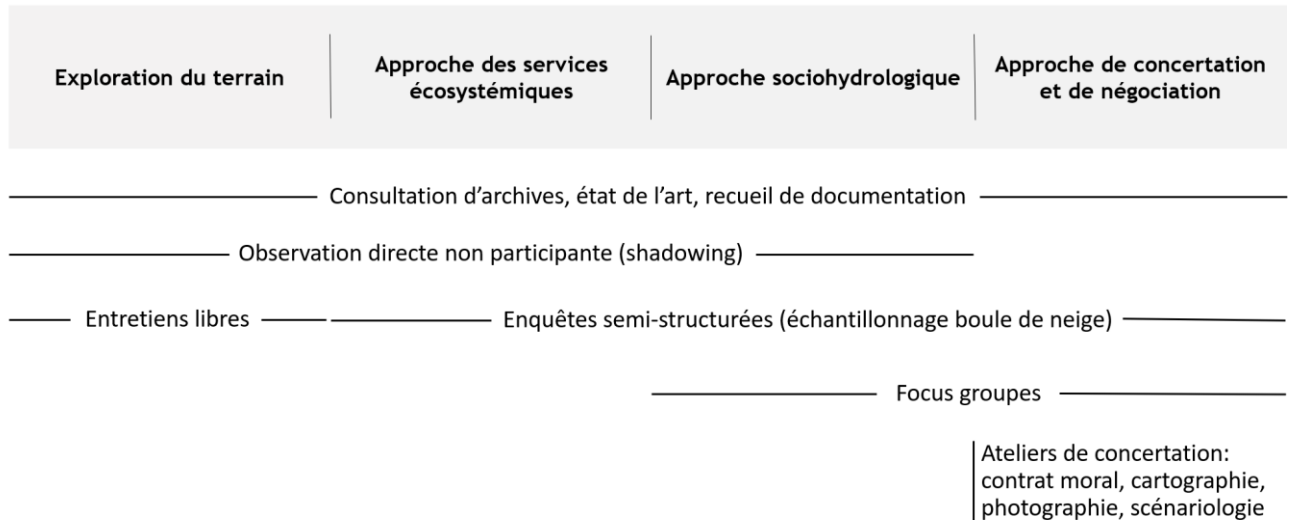 Exploration du terrain
Approche des services
écosystémiques
Approche sociohydrologique
Approche de concertation
et de négociation
Consultation d’archives, état de l’art, recueil de documentation
Observation directe non participante (shadowing)
Entretiens libres
Enquêtes semi-structurées (échantillonnage boule de neige)
Focus groupes
Ateliers de concertation:
contrat moral, cartographie,
photographie, scénariologie